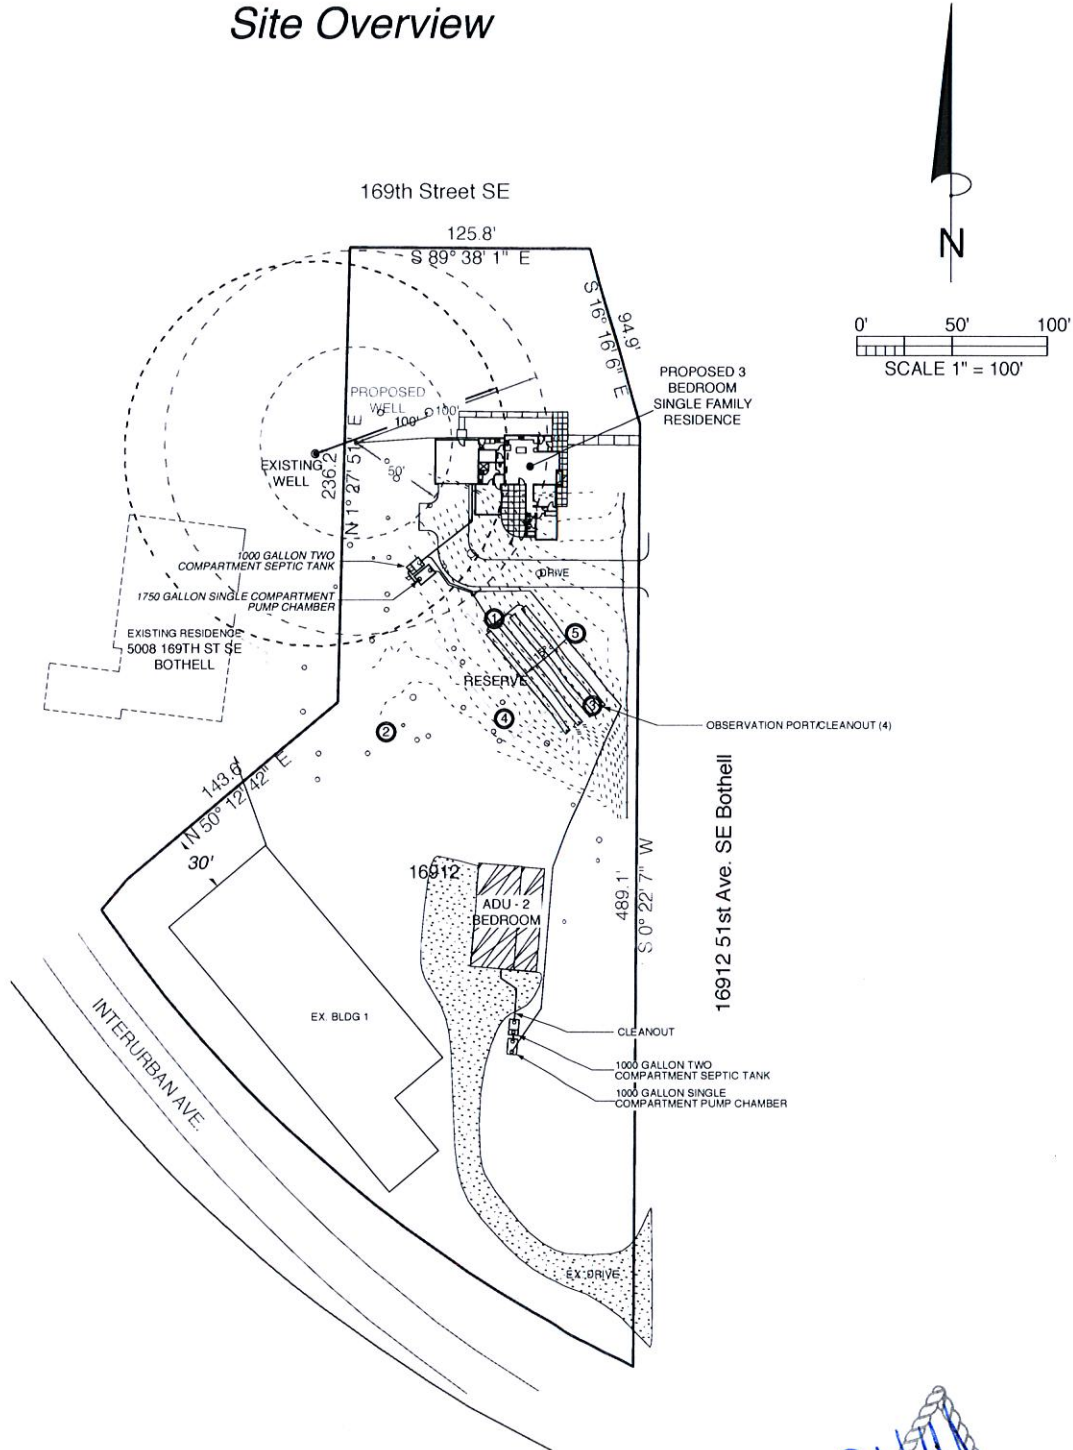 Site Overview
N
0' 50' 100'
SCALE 1" = 100'
169th Street SE
125.8'
S 89° 38' 1" E
94.9'
S 16° 16' 6" E
PROPOSED 3
BEDROOM
SINGLE FAMILY
RESIDENCE
PROPOSED
WELL
100'
100'
50'
EXISTING
WELL
236.2'
N 1° 27' 51" E
1000 GALLON TWO
COMPARTMENT SEPTIC TANK
1750 GALLON SINGLE COMPARTMENT
PUMP CHAMBER
DRIVE
EXISTING RESIDENCE
5008 169TH ST SE
BOTHELL
1
5
RESERVE
3
4
2
OBSERVATION PORT/CLEANOUT (4)
143.6'
N 50° 12' 42" E
30'
16912
ADU - 2
BEDROOM
489.1'
S 0° 22' 7" W
16912 51st Ave. SE Bothell
EX. BLDG 1
CLEANOUT
1000 GALLON TWO
COMPARTMENT SEPTIC TANK
1000 GALLON SINGLE
COMPARTMENT PUMP CHAMBER
INTERURBAN AVE.
EX. DRIVE